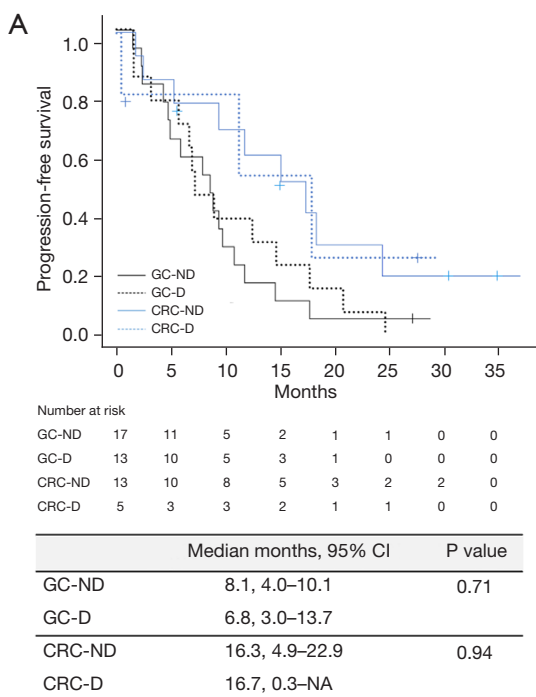 A
Progression-free survival
1.0
0.8
0.6
0.4
0.2
0.0
GC-ND
GC-D
CRC-ND
CRC-D
0 5 10 15 20 25 30 35
Months
Number at risk
GC-ND 17 11 5 2 1 1 0 0
GC-D 13 10 5 3 1 0 0 0
CRC-ND 13 10 8 5 3 2 2 0
CRC-D 5 3 3 2 1 1 0 0
Median months, 95% CI P value
GC-ND 8.1, 4.0–10.1 0.71
GC-D 6.8, 3.0–13.7
CRC-ND 16.3, 4.9–22.9 0.94
CRC-D 16.7, 0.3–NA